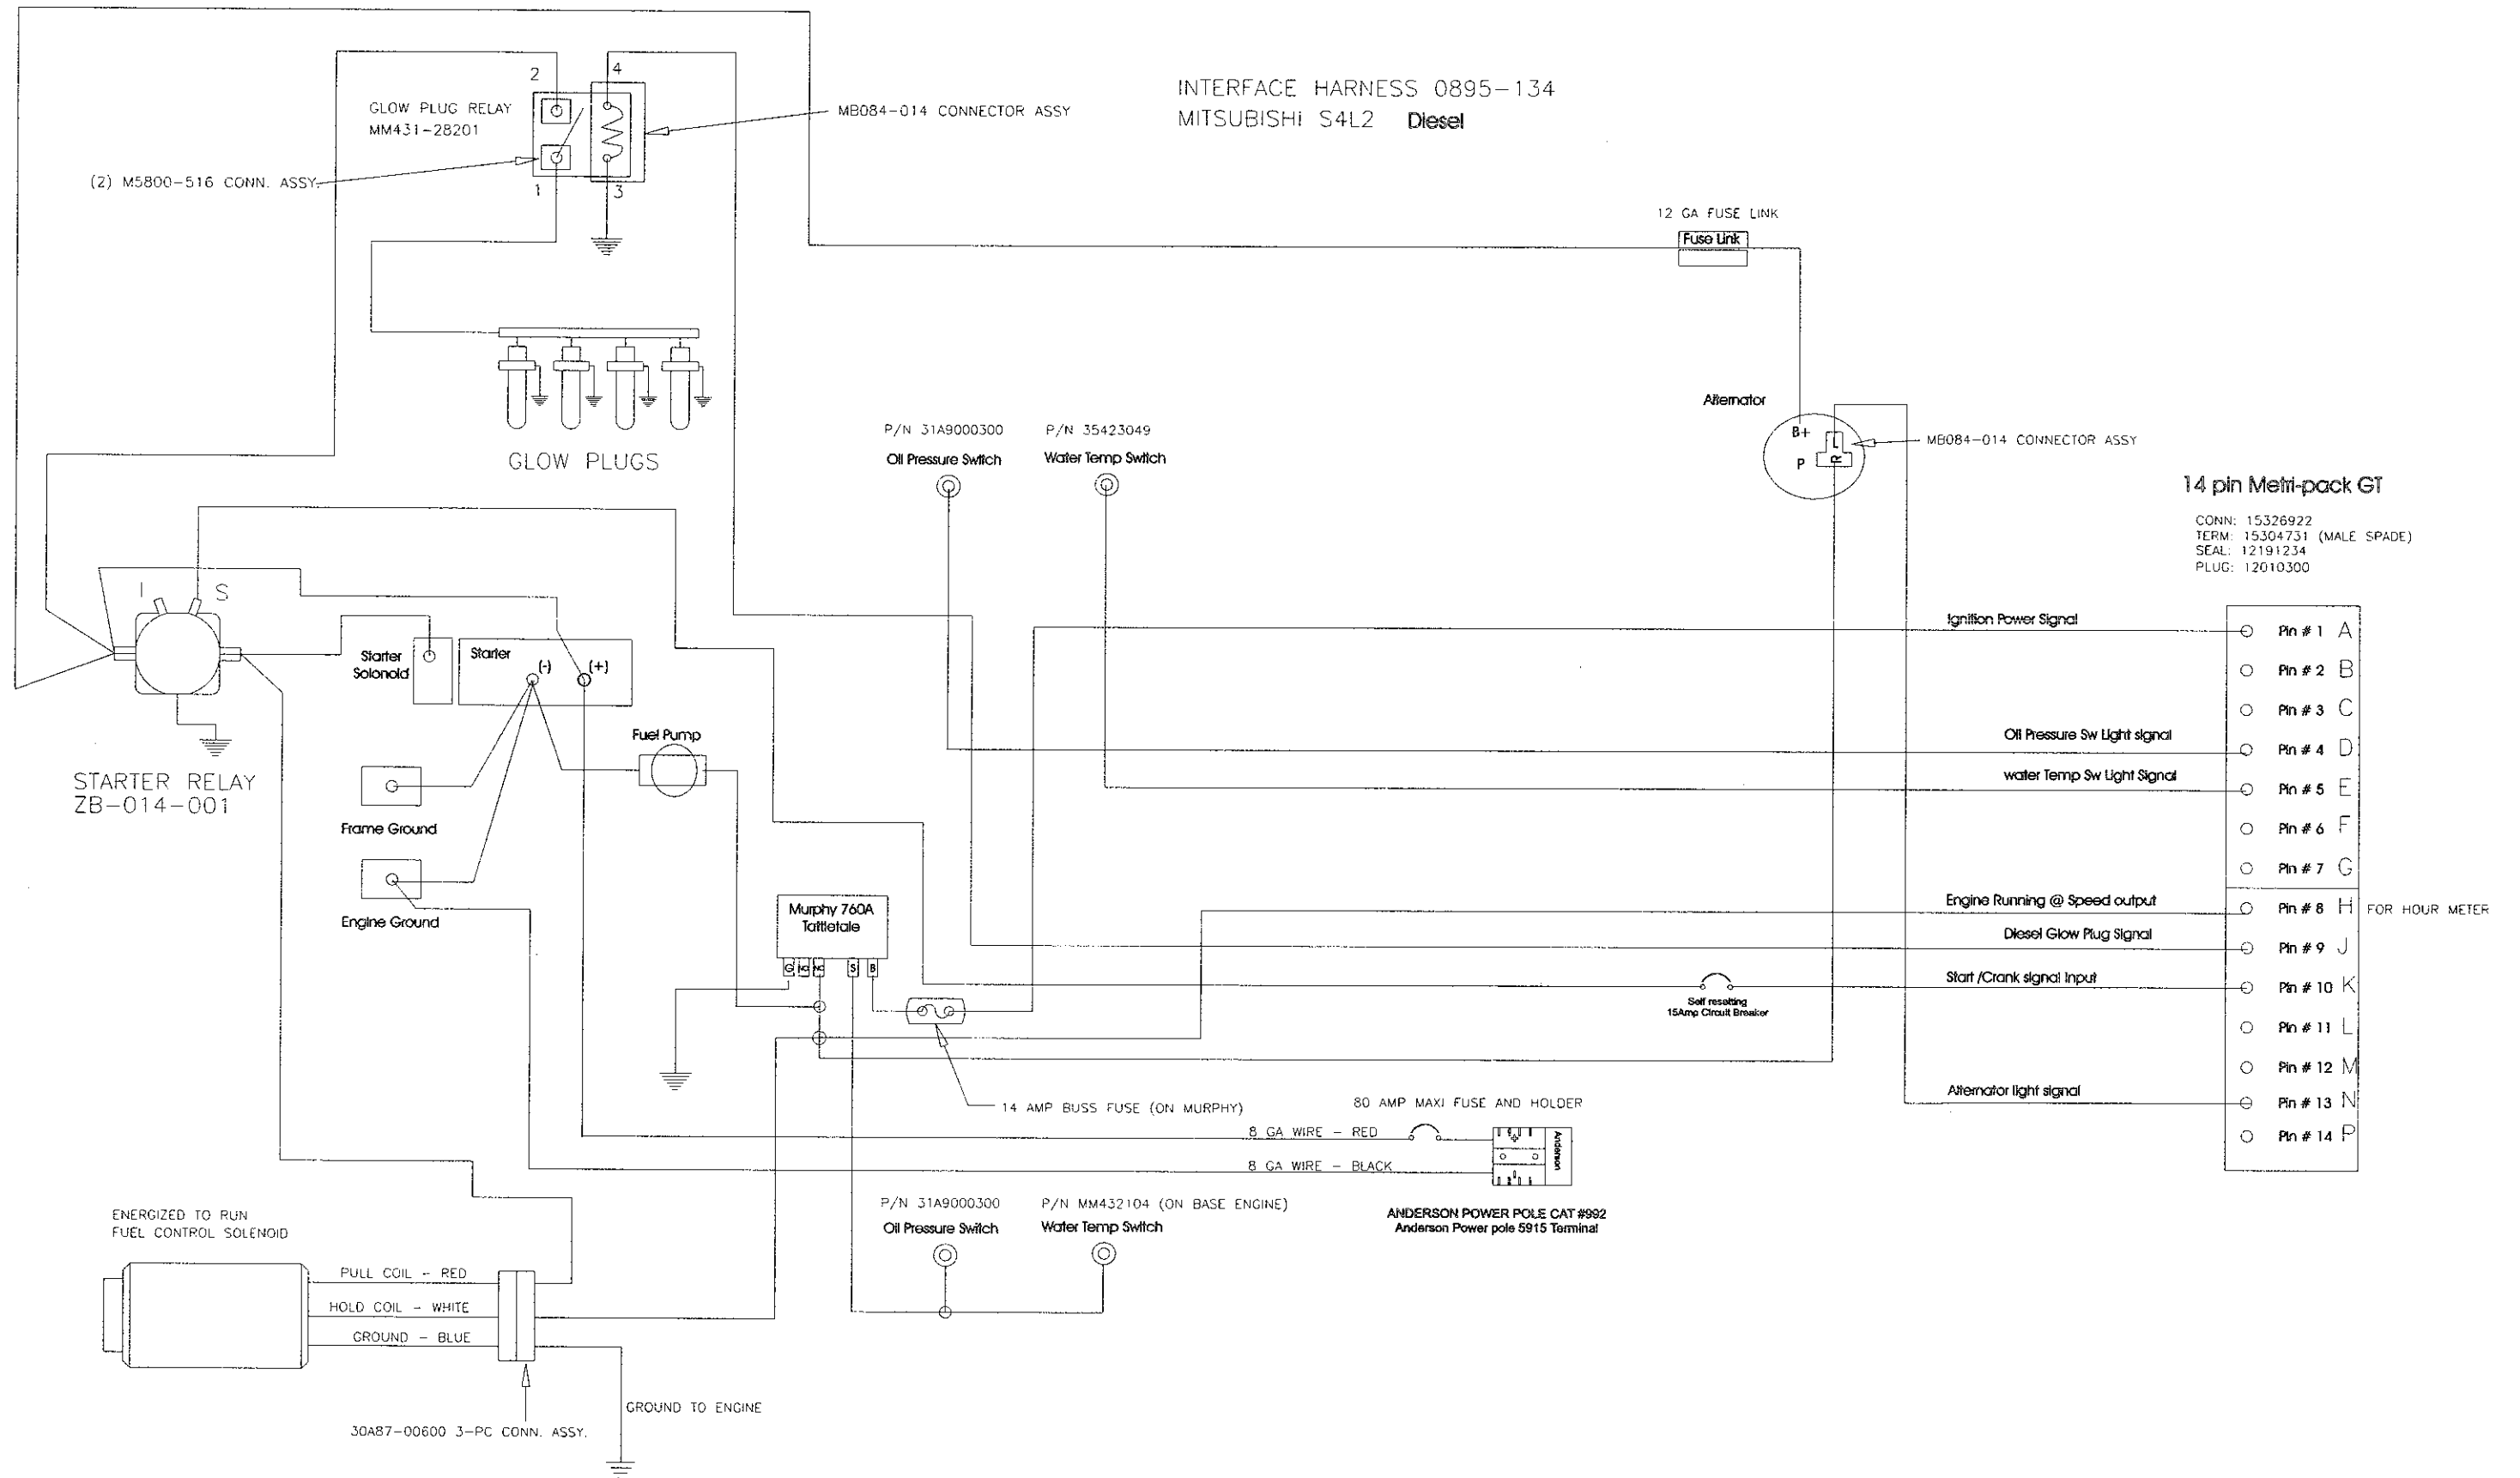 INTERFACE HARNESS 0895-134
MITSUBISHi S4L2 Diesel
2
4
GLOW PLUG RELAY
MM431-28201
MB084-014 CONNECTOR ASSY
(2) M5800-516 CONN. ASSY.
1
3
12 GA FUSE LINK
Fuse Link
GLOW PLUGS
P/N 31A9000300
Oil Pressure Switch
P/N 35423049
Water Temp Switch
Alternator
B+
P
L
R
MB084-014 CONNECTOR ASSY
14 pin Metri-pack GT
CONN: 15326922
TERM: 15304731 (MALE SPADE)
SEAL: 12191234
PLUG: 12010300
I
S
STARTER RELAY
ZB-014-001
Starter
Solonoid
Starter
(-)
(+)
Fuel Pump
Frame Ground
Engine Ground
Ignition Power Signal
Oil Pressure Sw Light signal
water Temp Sw Light Signal
Engine Running @ Speed output
Diesel Glow Plug Signal
Start /Crank signal Input
Alternator light signal
Pin # 1 A
Pin # 2 B
Pin # 3 C
Pin # 4 D
Pin # 5 E
Pin # 6 F
Pin # 7 G
Pin # 8 H FOR HOUR METER
Pin # 9 J
Pin # 10 K
Pin # 11 L
Pin # 12 M
Pin # 13 N
Pin # 14 P
Murphy 760A
Tattletale
G
S
B
Self resetting
15Amp Circuit Breaker
14 AMP BUSS FUSE (ON MURPHY)
80 AMP MAXI FUSE AND HOLDER
8 GA WIRE - RED
8 GA WIRE - BLACK
Anderson
ANDERSON POWER POLE CAT #992
Anderson Power pole 5915 Terminal
P/N 31A9000300
Oil Pressure Switch
P/N MM432104 (ON BASE ENGINE)
Water Temp Switch
ENERGIZED TO RUN
FUEL CONTROL SOLENOID
PULL COIL - RED
HOLD COIL - WHITE
GROUND - BLUE
GROUND TO ENGINE
30A87-00600 3-PC CONN. ASSY.